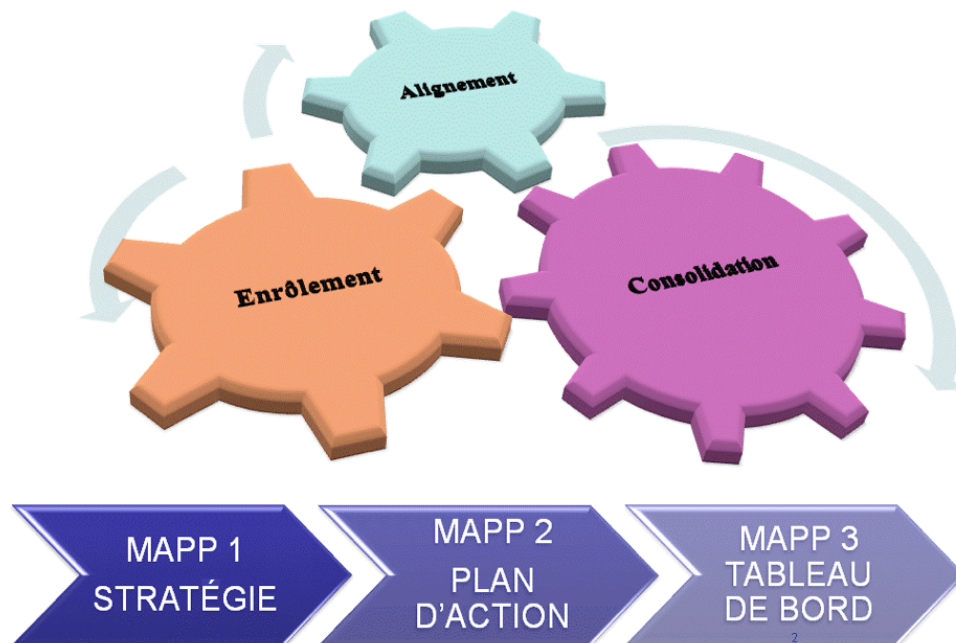 Alignement
Enrôlement
Consolidation
MAPP 1
STRATÉGIE
MAPP 2
PLAN
D’ACTION
MAPP 3
TABLEAU
DE BORD
2